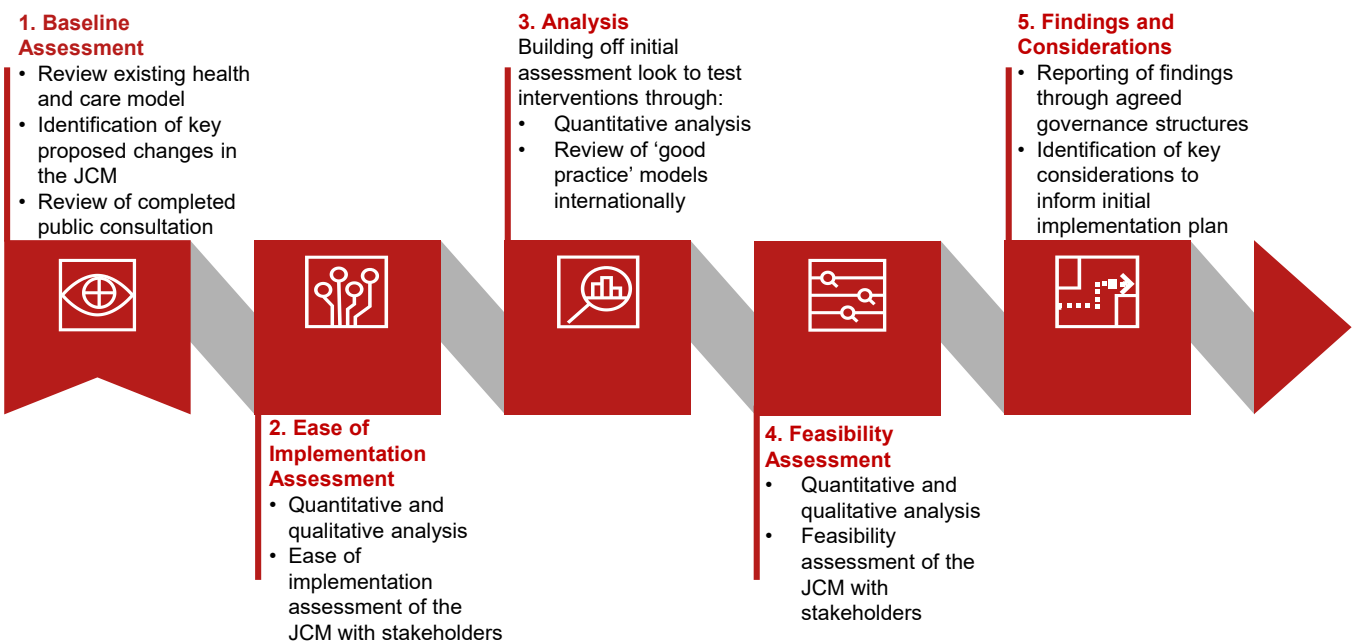 1. Baseline
Assessment
• Review existing health
and care model
• Identification of key
proposed changes in
the JCM
• Review of completed
public consultation
2. Ease of
Implementation
Assessment
• Quantitative and
qualitative analysis
• Ease of
implementation
assessment of the
JCM with stakeholders
3. Analysis
Building off initial
assessment look to test
interventions through:
• Quantitative analysis
• Review of ‘good
practice’ models
internationally
4. Feasibility
Assessment
• Quantitative and
qualitative analysis
• Feasibility
assessment of the
JCM with
stakeholders
5. Findings and
Considerations
• Reporting of findings
through agreed
governance structures
• Identification of key
considerations to
inform initial
implementation plan